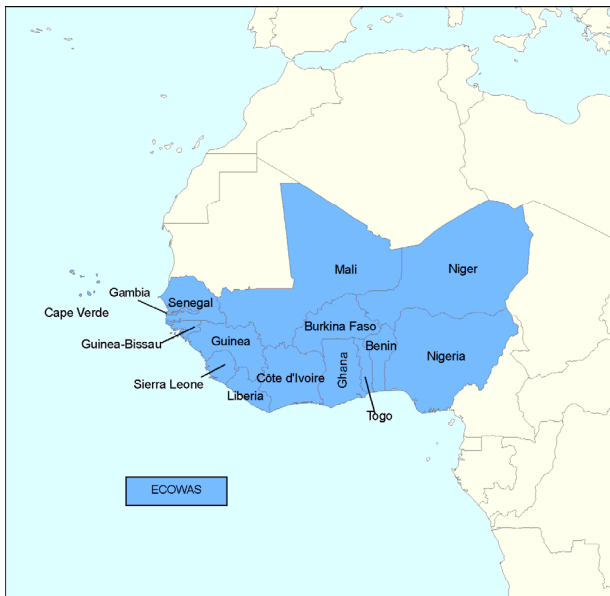 Mali
Niger
Gambia
Senegal
Cape Verde
Burkina Faso
Guinea-Bissau
Guinea
Benin
Ghana
Nigeria
Sierra Leone
Côte d'Ivoire
Liberia
Togo
ECOWAS